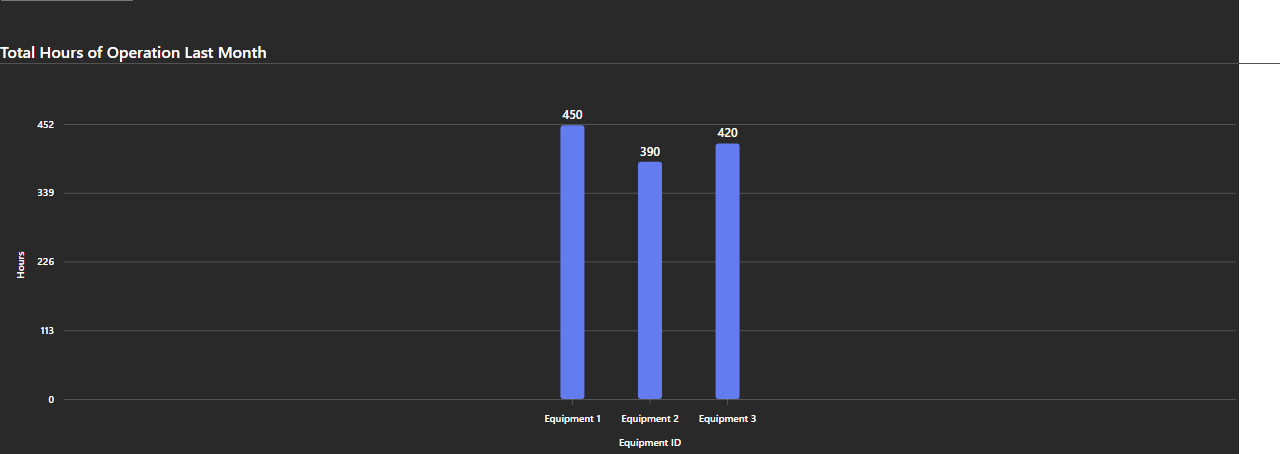 Total Hours of Operation Last Month
450
452
420
390
339
226
Hours
113
0
Equipment 1 Equipment 2 Equipment 3
Equipment ID